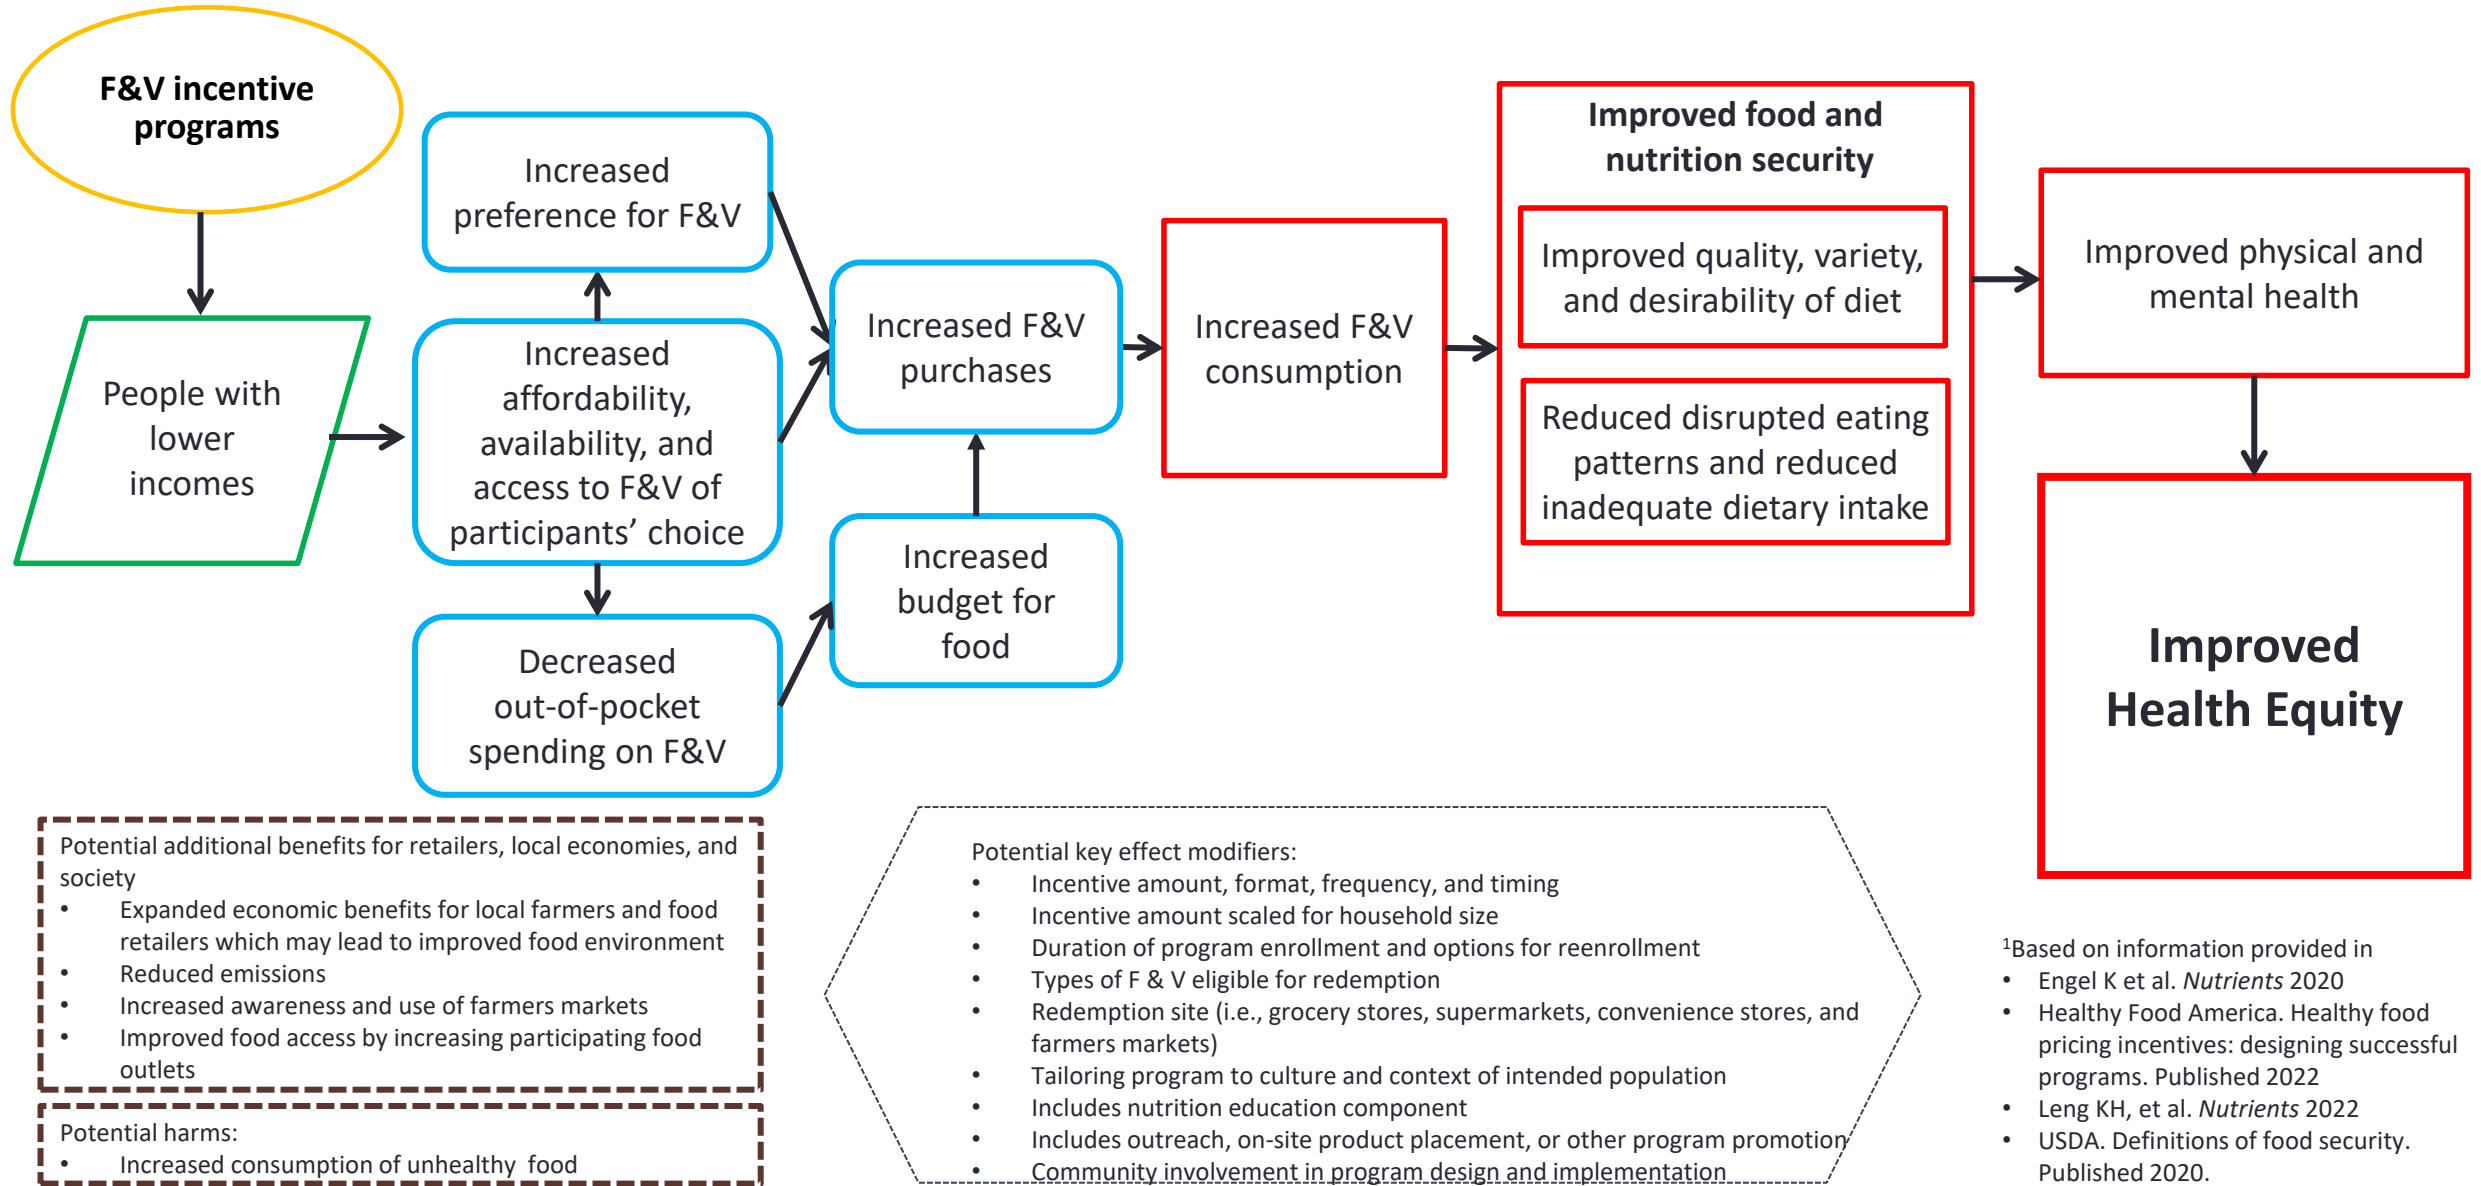 F&V incentive
programs
People with
lower
incomes
Increased
preference for F&V
Increased
affordability,
availability, and
access to F&V of
participants’ choice
Decreased
out-of-pocket
spending on F&V
Increased F&V
purchases
Increased
budget for
food
Increased F&V
consumption
Improved food and
nutrition security
Improved quality, variety,
and desirability of diet
Reduced disrupted eating
patterns and reduced
inadequate dietary intake
Improved physical and
mental health
Improved
Health Equity
Potential additional benefits for retailers, local economies, and
society
• Expanded economic benefits for local farmers and food
retailers which may lead to improved food environment
• Reduced emissions
• Increased awareness and use of farmers markets
• Improved food access by increasing participating food
outlets
Potential harms:
• Increased consumption of unhealthy food
Potential key effect modifiers:
• Incentive amount, format, frequency, and timing
• Incentive amount scaled for household size
• Duration of program enrollment and options for reenrollment
• Types of F & V eligible for redemption
• Redemption site (i.e., grocery stores, supermarkets, convenience stores, and
farmers markets)
• Tailoring program to culture and context of intended population
• Includes nutrition education component
• Includes outreach, on-site product placement, or other program promotion
• Community involvement in program design and implementation
¹Based on information provided in
• Engel K et al. Nutrients 2020
• Healthy Food America. Healthy food
pricing incentives: designing successful
programs. Published 2022
• Leng KH, et al. Nutrients 2022
• USDA. Definitions of food security.
Published 2020.